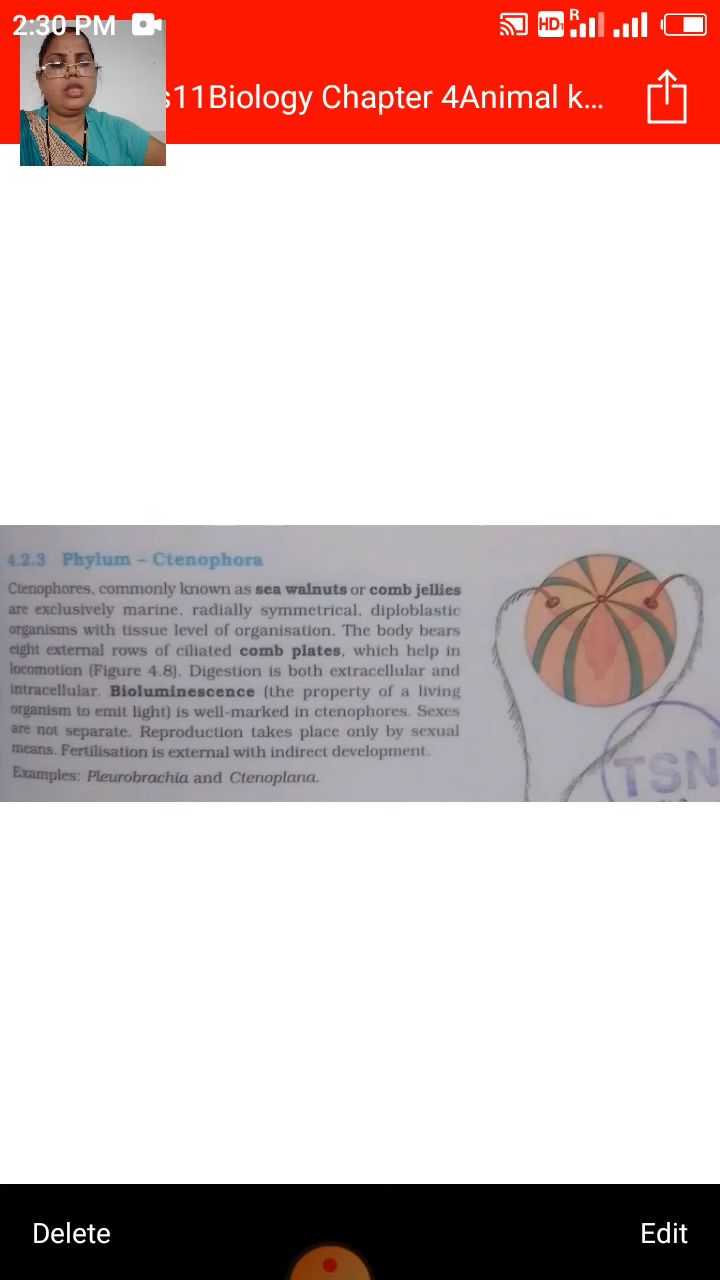 2:30 PM
HD R
s11Biology Chapter 4Animal k...
4.2.3 Phylum – Ctenophora
Ctenophores, commonly known as sea walnuts or comb jellies
are exclusively marine, radially symmetrical, diploblastic
organisms with tissue level of organisation. The body bears
eight external rows of ciliated comb plates, which help in
locomotion (Figure 4.8). Digestion is both extracellular and
intracellular. Bioluminescence (the property of a living
organism to emit light) is well-marked in ctenophores. Sexes
are not separate. Reproduction takes place only by sexual
means. Fertilisation is external with indirect development.
Examples: Pleurobrachia and Ctenoplana.
TSN
Delete
Edit